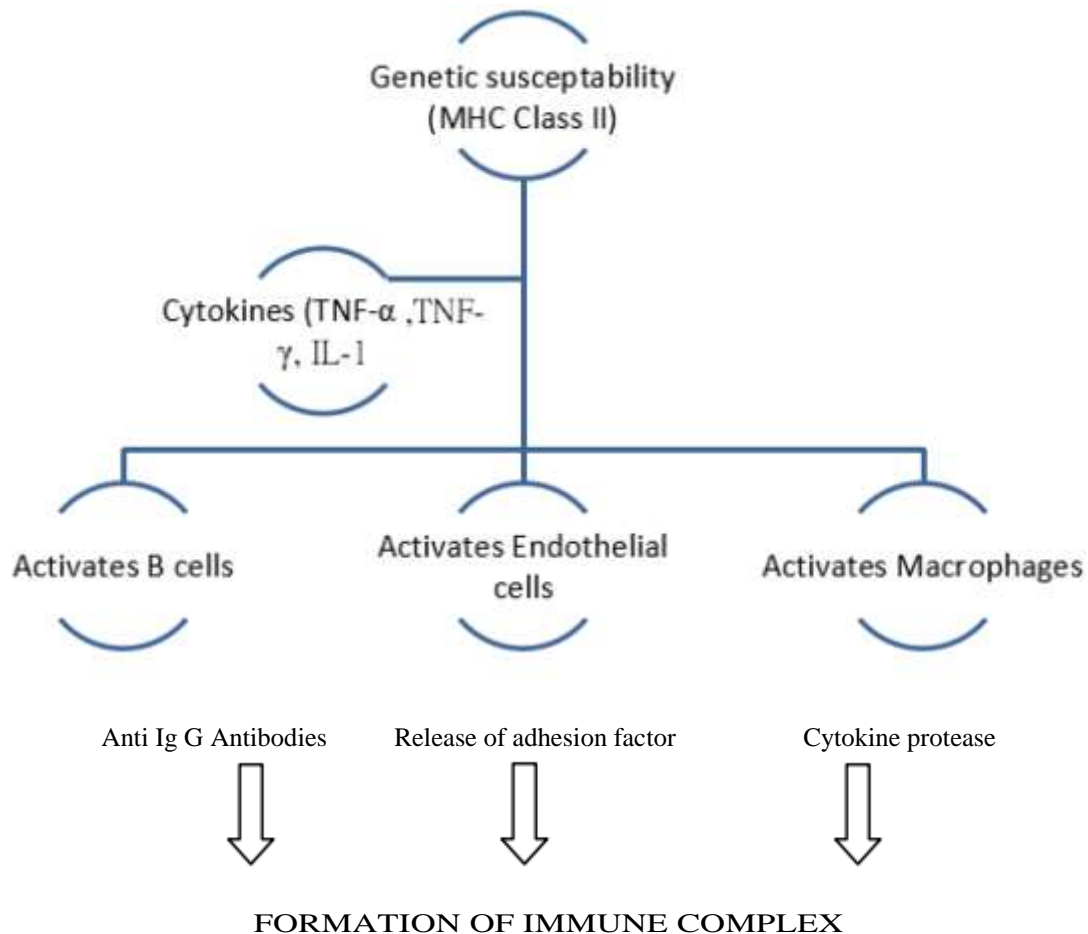 Genetic susceptability
(MHC Class II)
Cytokines (TNF-α ,TNF-
γ, IL-1
Activates B cells
Activates Endothelial
cells
Activates Macrophages
Anti Ig G Antibodies
Release of adhesion factor
Cytokine protease
FORMATION OF IMMUNE COMPLEX